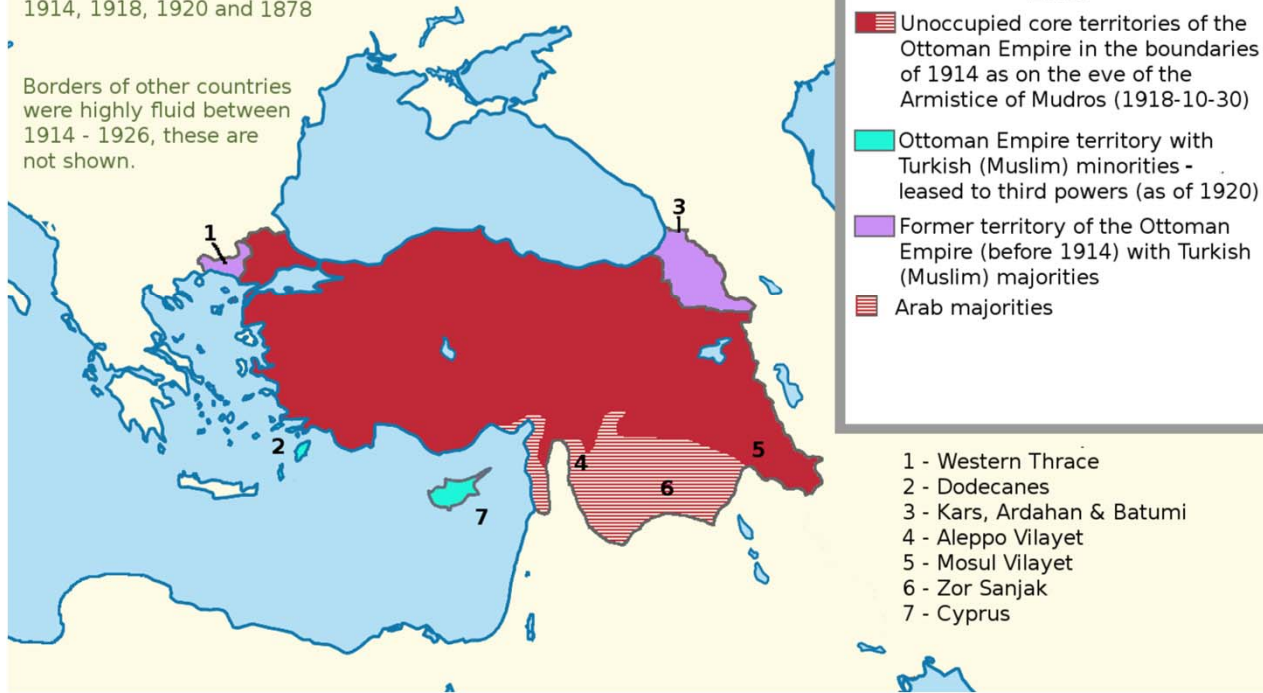 1914, 1918, 1920 and 1878
Borders of other countries
were highly fluid between
1914 - 1926, these are
not shown.
Unoccupied core territories of the
Ottoman Empire in the boundaries
of 1914 as on the eve of the
Armistice of Mudros (1918-10-30)
Ottoman Empire territory with
Turkish (Muslim) minorities -
leased to third powers (as of 1920)
Former territory of the Ottoman
Empire (before 1914) with Turkish
(Muslim) majorities
Arab majorities
1
3
2
4
5
6
7
1 - Western Thrace
2 - Dodecanes
3 - Kars, Ardahan & Batumi
4 - Aleppo Vilayet
5 - Mosul Vilayet
6 - Zor Sanjak
7 - Cyprus